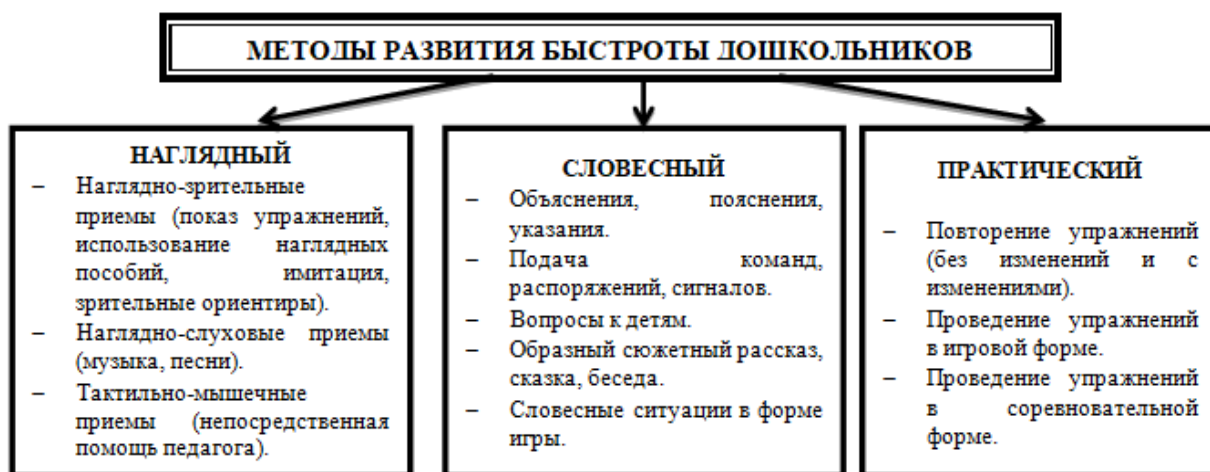 МЕТОДЫ РАЗВИТИЯ БЫСТРОТЫ ДОШКОЛЬНИКОВ
НАГЛЯДНЫЙ
– Наглядно-зрительные
приемы (показ упражнений,
использование наглядных
пособий, имитация,
зрительные ориентиры).
– Наглядно-слуховые приемы
(музыка, песни).
– Тактильно-мышечные
приемы (непосредственная
помощь педагога).
СЛОВЕСНЫЙ
– Объяснения, пояснения,
указания.
– Подача команд,
распоряжений, сигналов.
– Вопросы к детям.
– Образный сюжетный рассказ,
сказка, беседа.
– Словесные ситуации в форме
игры.
ПРАКТИЧЕСКИЙ
– Повторение упражнений
(без изменений и с
изменениями).
– Проведение упражнений
в игровой форме.
– Проведение упражнений
в соревновательной
форме.